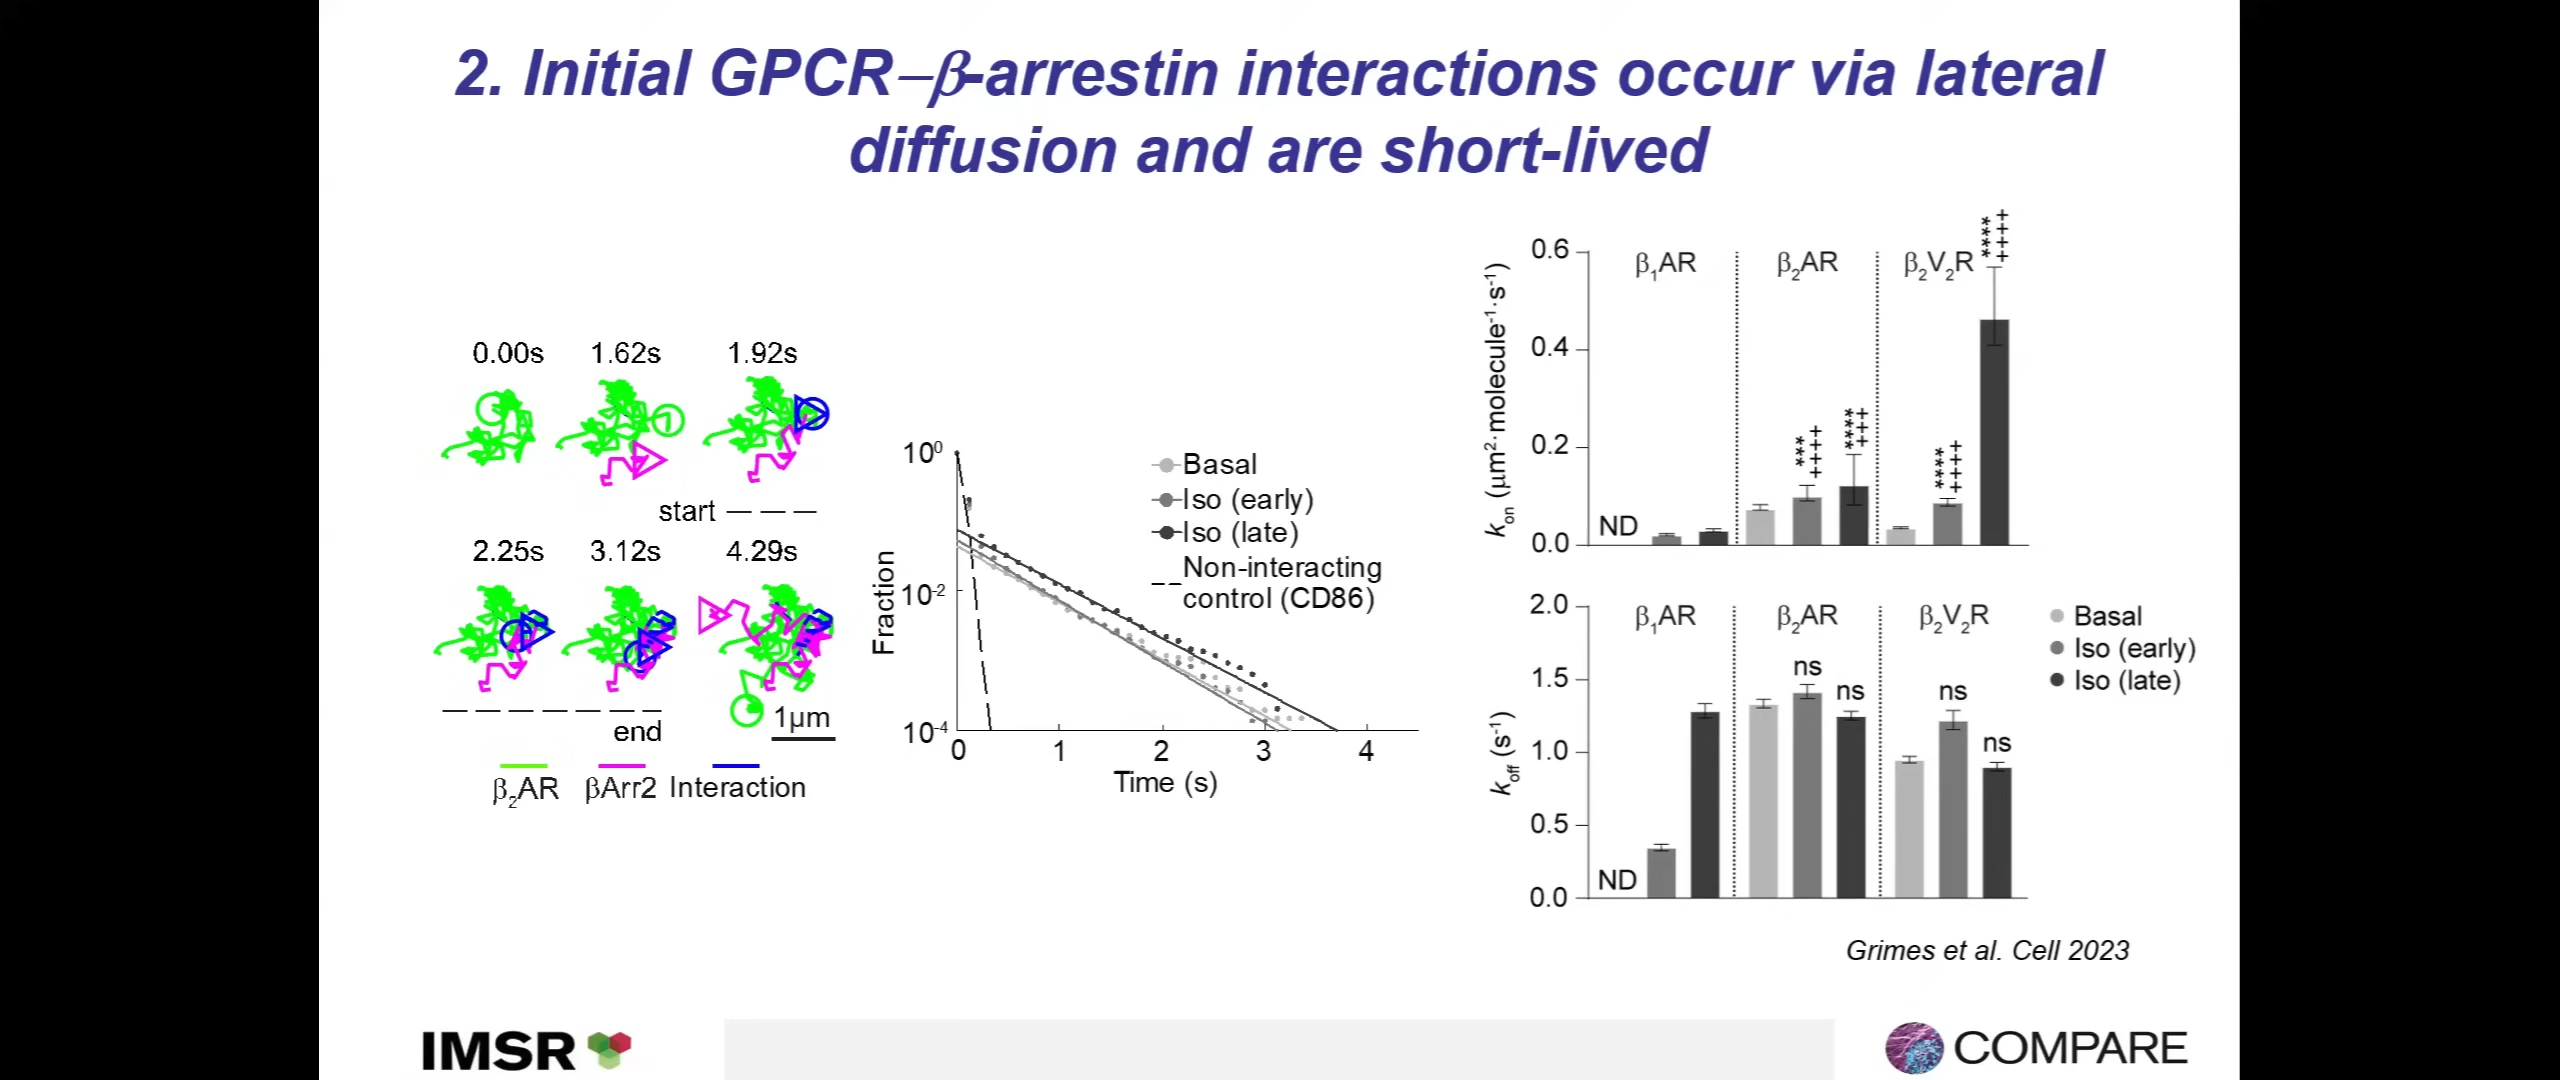 2. Initial GPCR–β-arrestin interactions occur via lateral
diffusion and are short-lived
0.00s 1.62s 1.92s
start
2.25s 3.12s 4.29s
end
1μm
β2AR βArr2 Interaction
Fraction
10^0
10^-2
10^-4
0 1 2 3 4
Time (s)
Basal
Iso (early)
Iso (late)
Non-interacting
control (CD86)
kon (μm2·molecule-1·s-1)
0.6
0.4
0.2
0.0
β1AR β2AR β2V2R
ND
***
++++
****
+++
****
++++
****
++++
koff (s-1)
2.0
1.5
1.0
0.5
0.0
β1AR β2AR β2V2R
ND
ns ns ns ns
Basal
Iso (early)
Iso (late)
Grimes et al. Cell 2023
IMSR
COMPARE